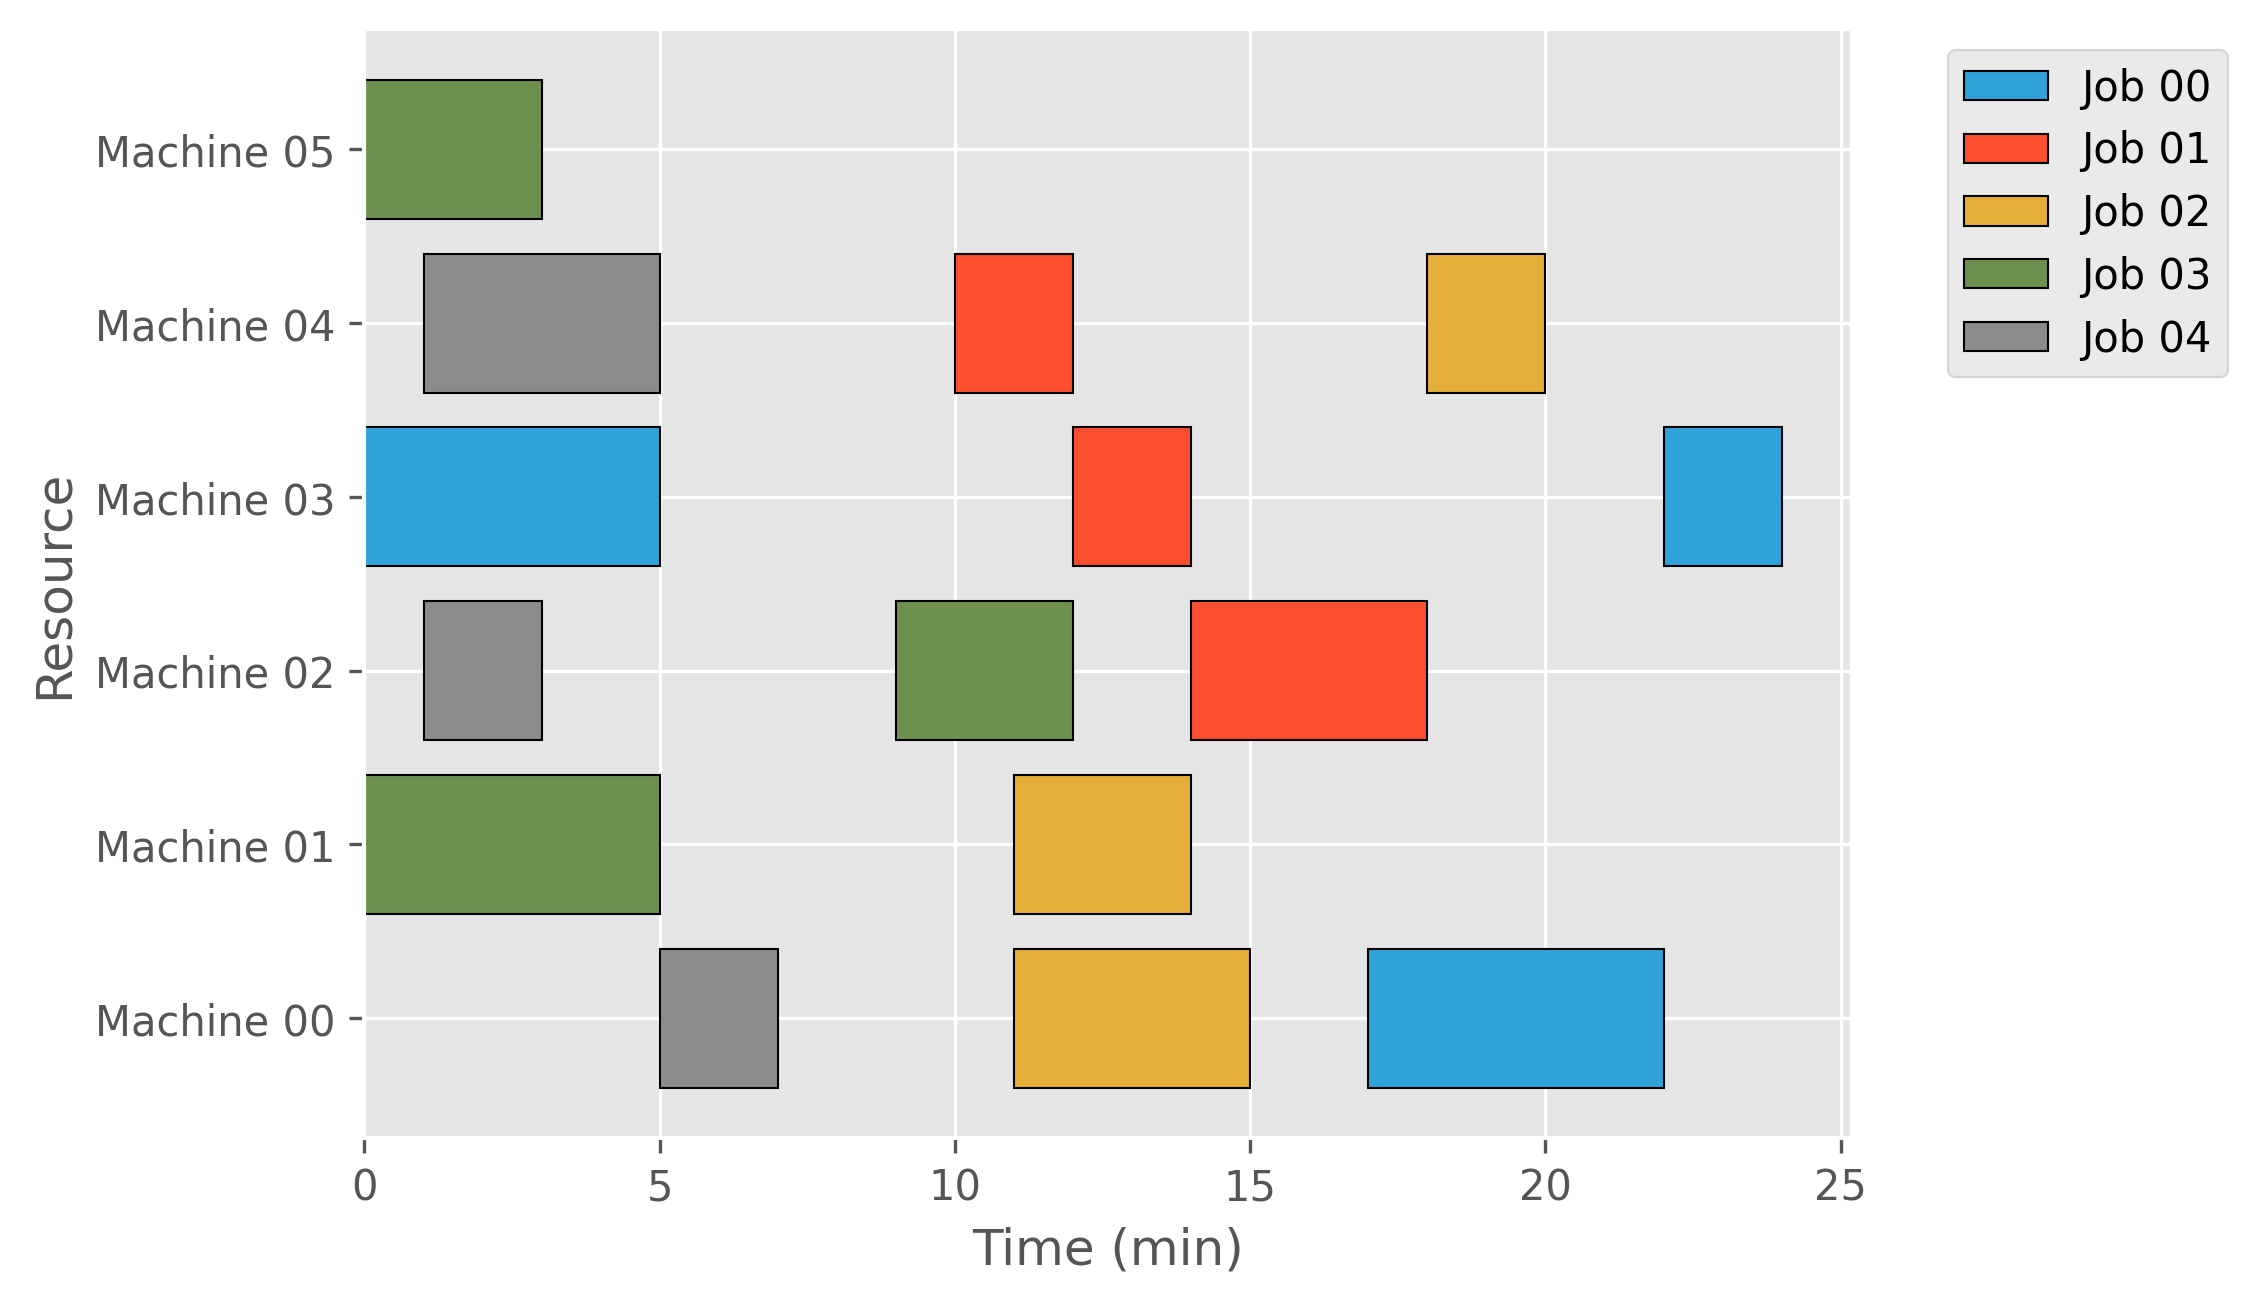 Machine 05
Machine 04
Machine 03
Machine 02
Machine 01
Machine 00
Resource
0 5 10 15 20 25
Time (min)
Job 00
Job 01
Job 02
Job 03
Job 04